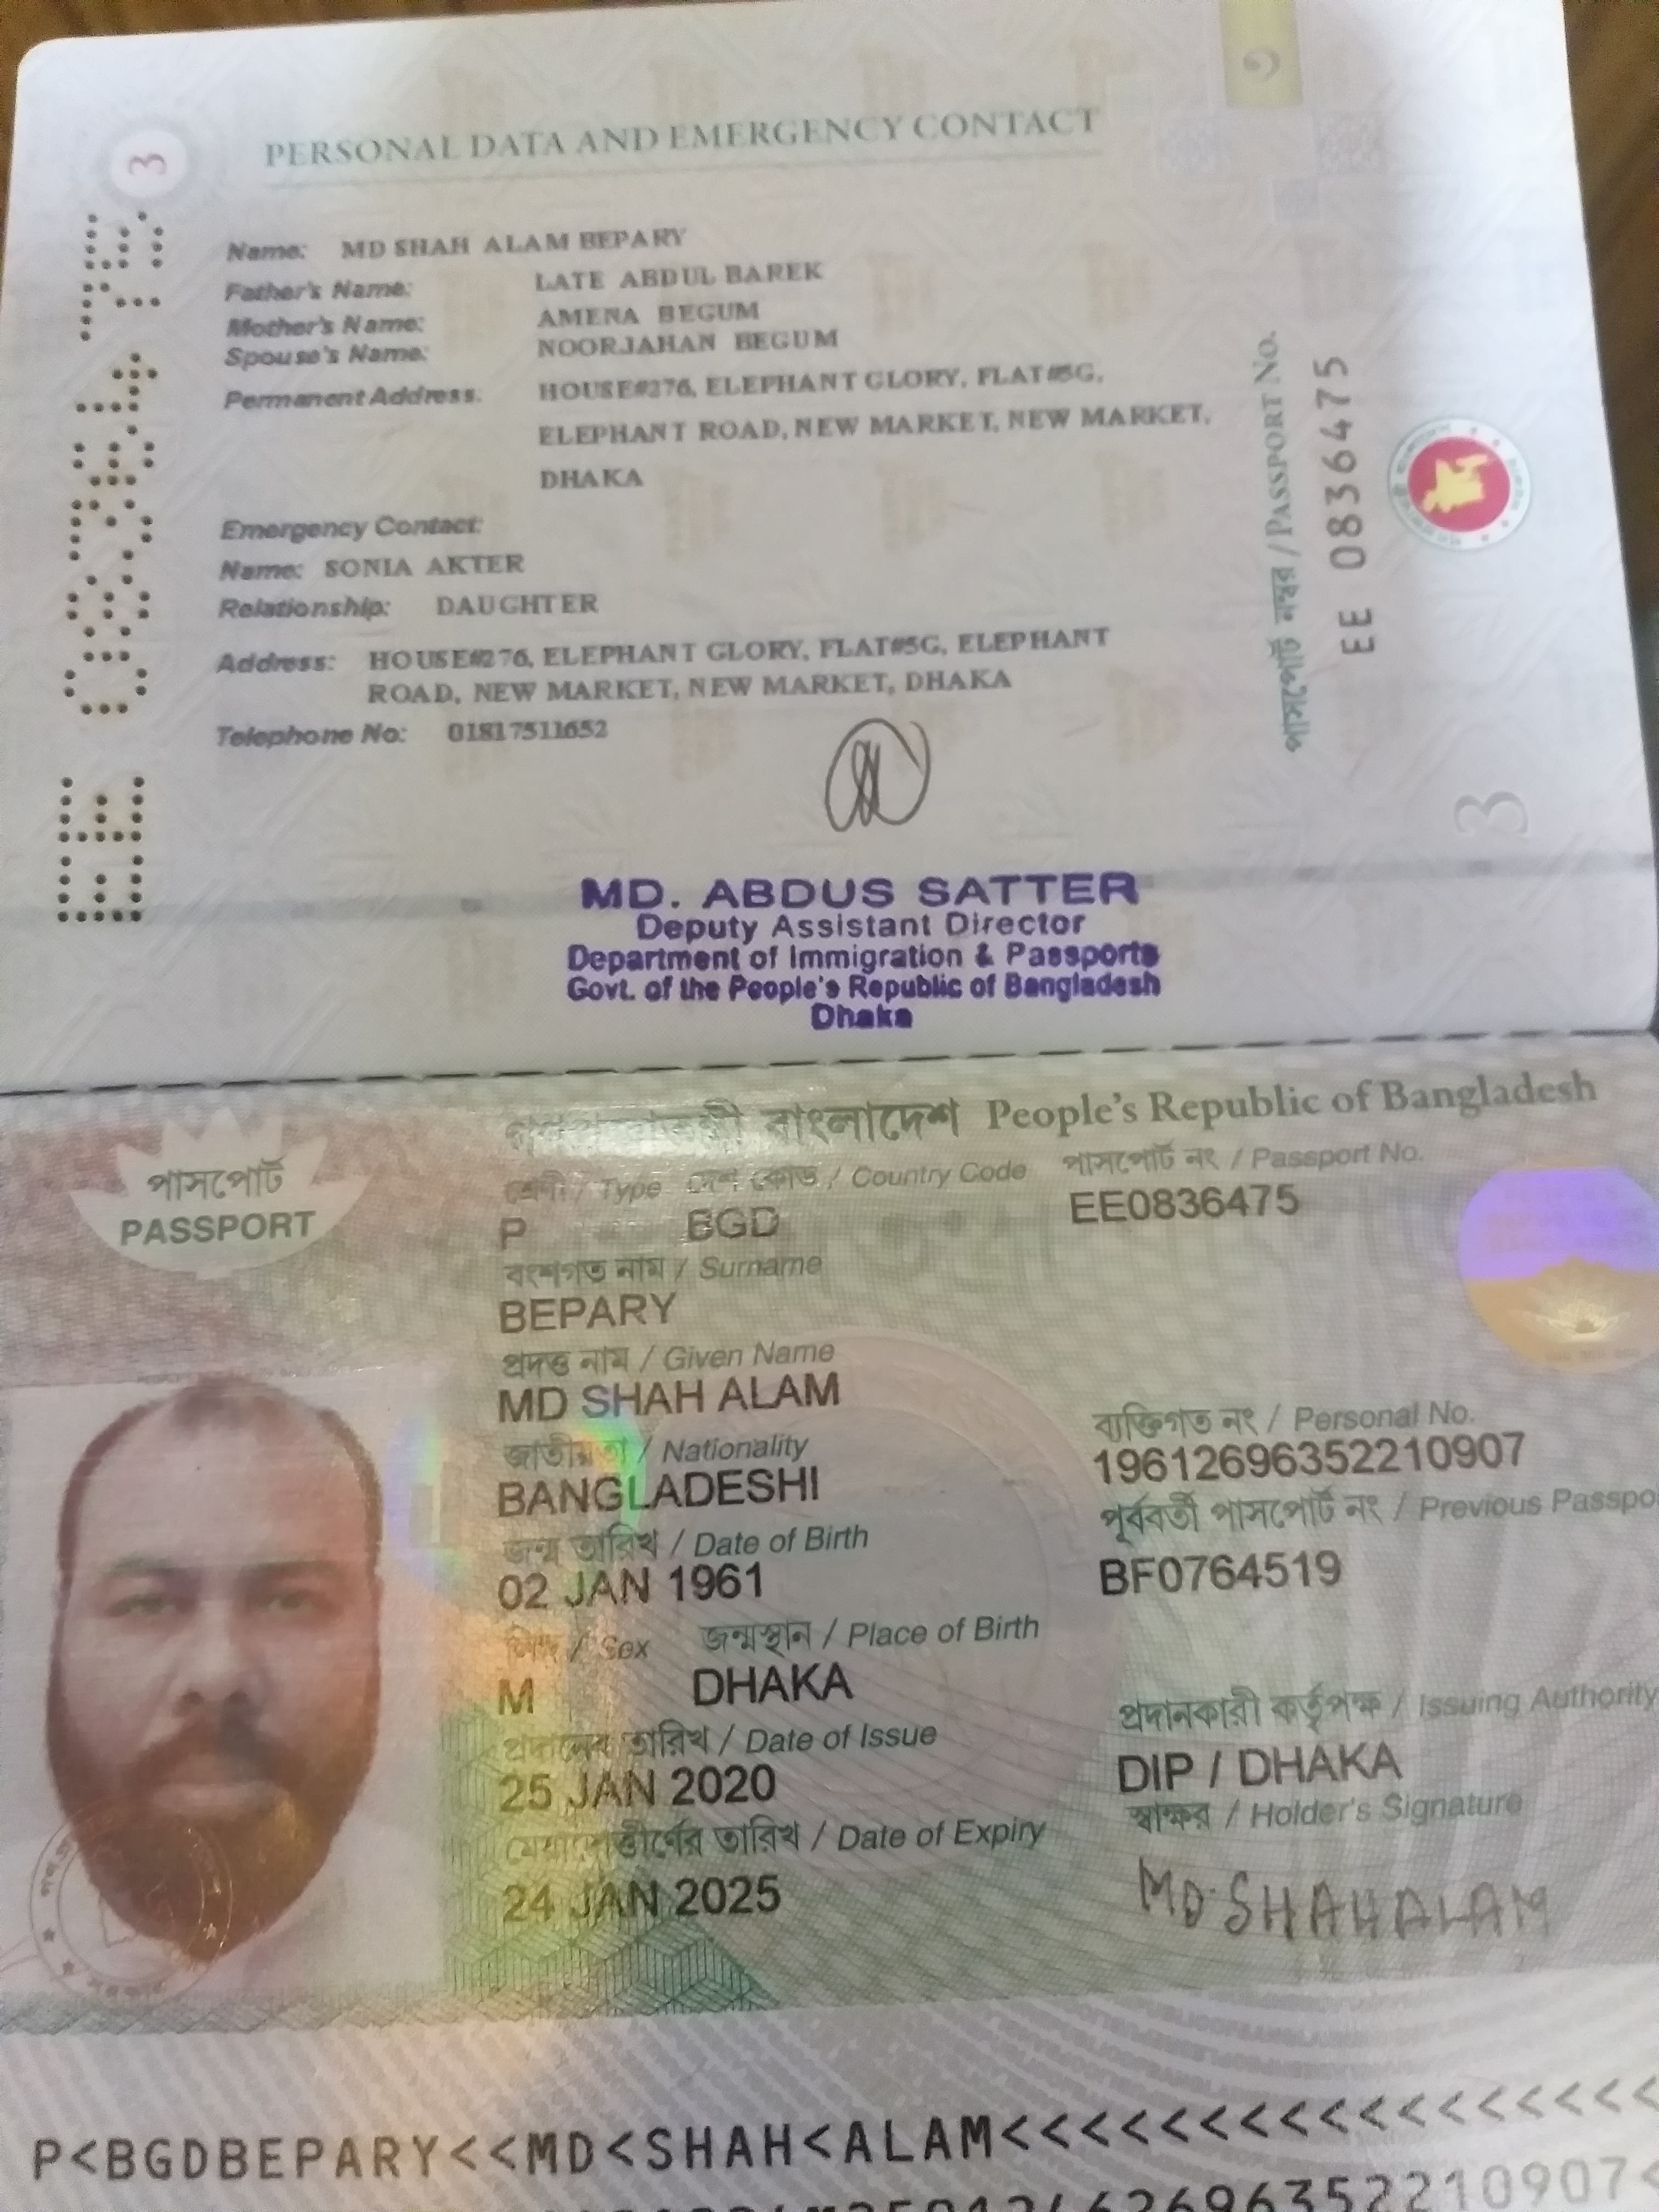 3
PERSONAL DATA AND EMERGENCY CONTACT
Name: MD SHAH ALAM BEPARY
Father's Name: LATE ABDUL BAREK
Mother's Name: AMENA BEGUM
Spouse's Name: NOORJAHAN BEGUM
Permanent Address: HOUSE#276, ELEPHANT GLORY, FLAT#5G,
ELEPHANT ROAD, NEW MARKET, NEW MARKET,
DHAKA
Emergency Contact:
Name: SONIA AKTER
Relationship: DAUGHTER
Address: HOUSE#276, ELEPHANT GLORY, FLAT#5G, ELEPHANT
ROAD, NEW MARKET, NEW MARKET, DHAKA
Telephone No: 01817511652
পাসপোর্ট নম্বর / PASSPORT NO.
EE 0836475
3
MD. ABDUS SATTER
Deputy Assistant Director
Department of Immigration & Passports
Govt. of the People's Republic of Bangladesh
Dhaka
গণপ্রজাতন্ত্রী বাংলাদেশ People's Republic of Bangladesh
পাসপোর্ট
PASSPORT
শ্রেণী / Type দেশ কোড / Country Code পাসপোর্ট নং / Passport No.
P BGD EE0836475
বংশগত নাম / Surname
BEPARY
প্রদত্ত নাম / Given Name
MD SHAH ALAM
জাতীয়তা / Nationality
BANGLADESHI
ব্যক্তিগত নং / Personal No.
19612696352210907
জন্ম তারিখ / Date of Birth
02 JAN 1961
পূর্ববর্তী পাসপোর্ট নং / Previous
BF0764519
লিঙ্গ / Sex জন্মস্থান / Place of Birth
M DHAKA
প্রদানের তারিখ / Date of Issue
25 JAN 2020
প্রদানকারী কর্তৃপক্ষ / Issuing Authority
DIP / DHAKA
মেয়াদোত্তীর্ণের তারিখ / Date of Expiry
24 JAN 2025
স্বাক্ষর / Holder's Signature
MD. SHAH ALAM
P<BGDBEPARY<<MD<SHAH<ALAM<<<<<<<<<<<<<<<<<<